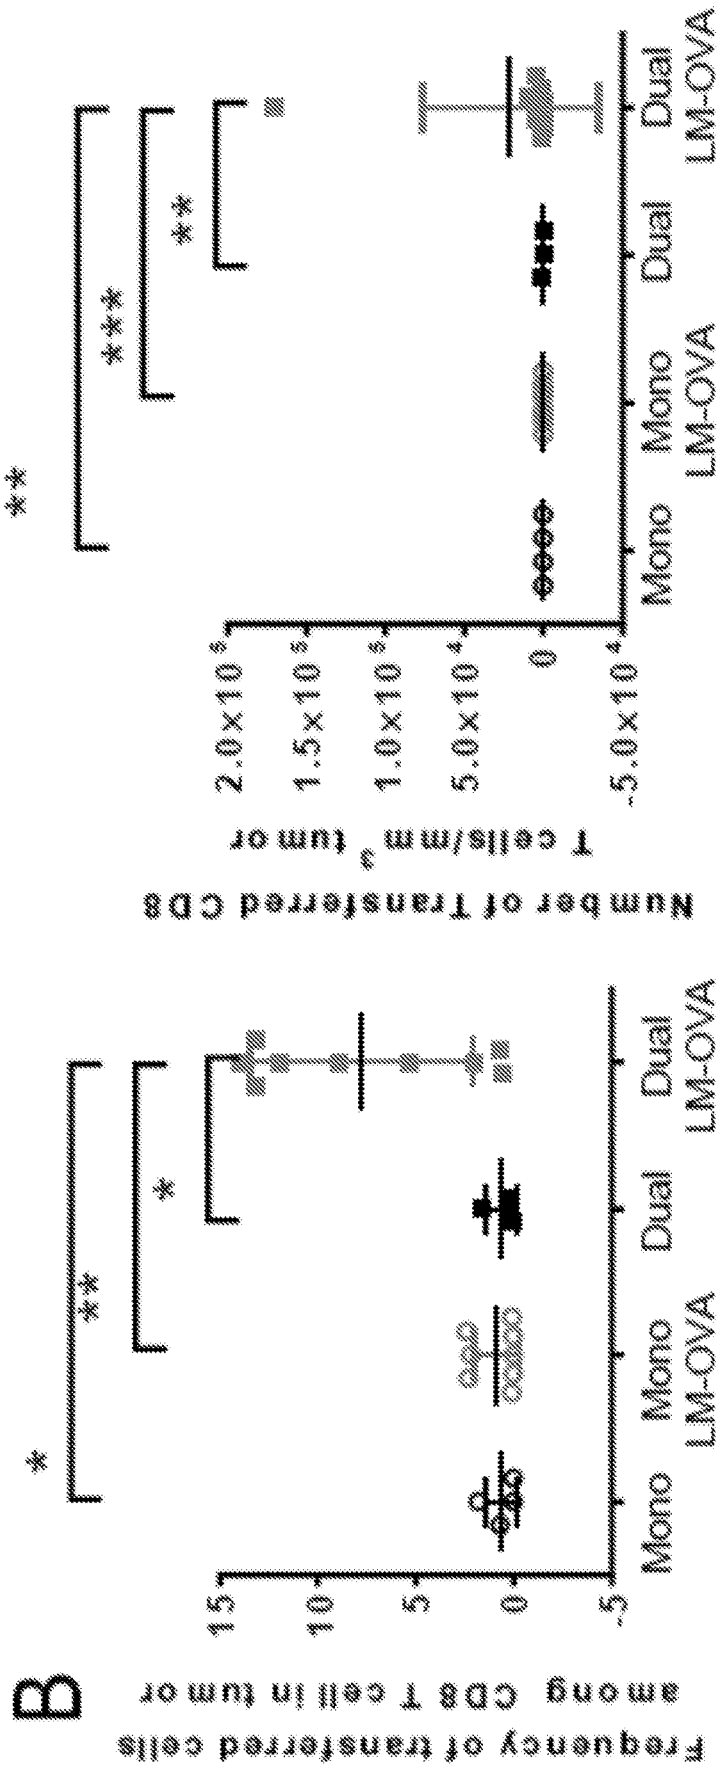 B
Frequency of transferred cells
among CD8 T cell in tumor
15
10
5
0
-5
*
**
*
Mono
Mono
LM-OVA
Dual
Dual
LM-OVA
Number of Transferred CD8
T cells/mm³ tumor
2.0×10⁵
1.5×10⁵
1.0×10⁵
5.0×10⁴
0
-5.0×10⁴
**
***
**
Mono
Mono
LM-OVA
Dual
Dual
LM-OVA